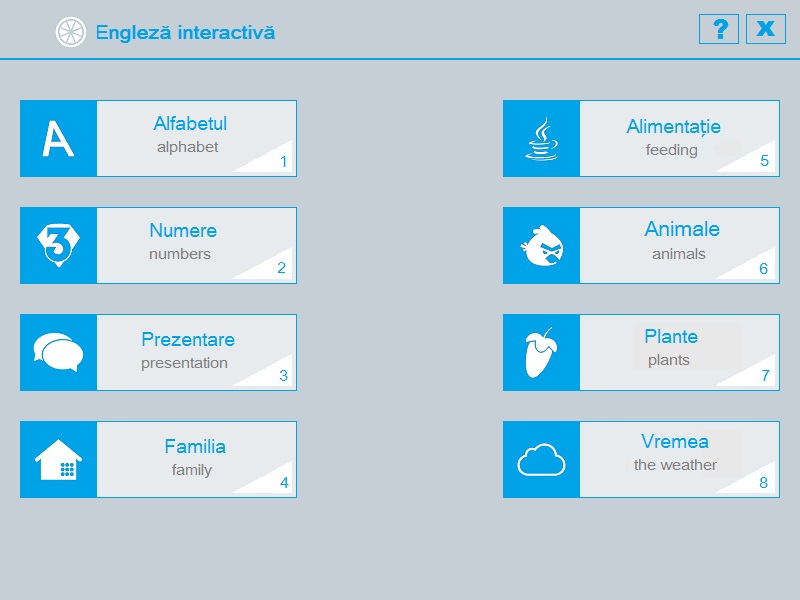 Engleză interactivă
? X
A
Alfabetul
alphabet
1
3
Numere
numbers
2
Prezentare
presentation
3
Familia
family
4
Alimentație
feeding
5
Animale
animals
6
Plante
plants
7
Vremea
the weather
8